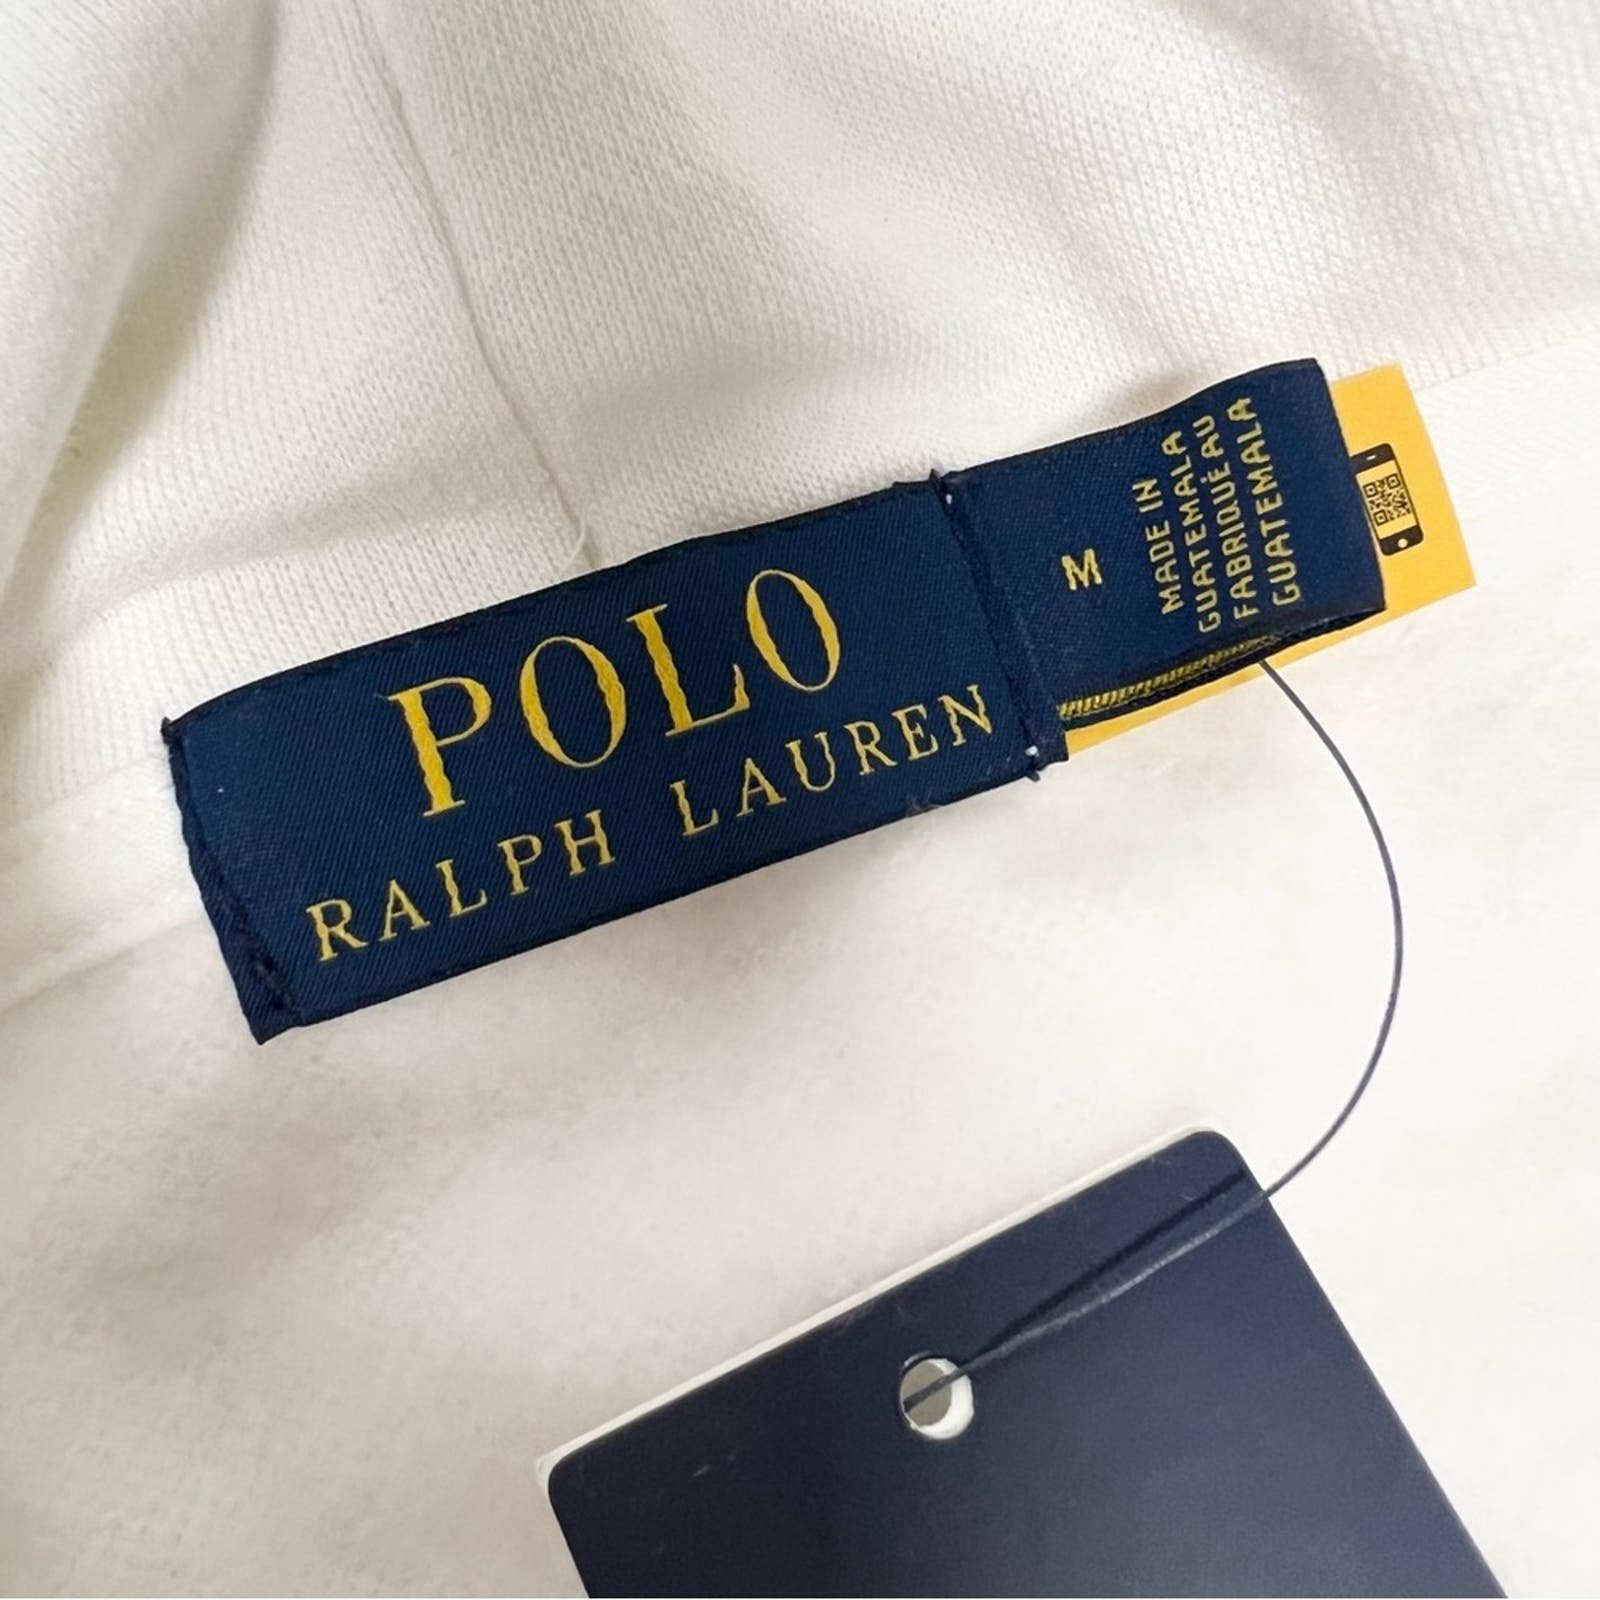 POLO
RALPH LAUREN
M
MADE IN
GUATEMALA
FABRIQUÉ AU
GUATEMALA